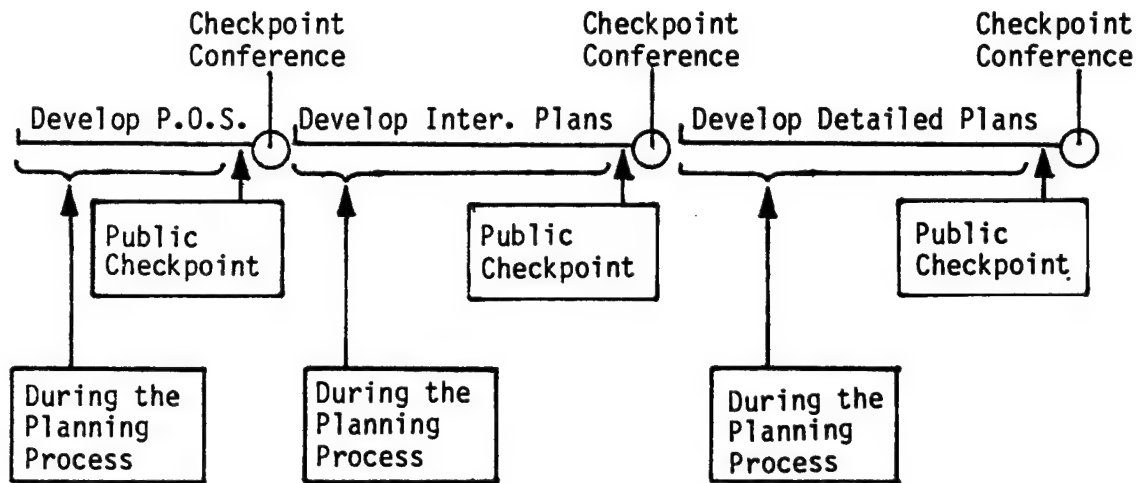 Checkpoint
Conference
Checkpoint
Conference
Checkpoint
Conference
Develop P.O.S.
Develop Inter. Plans
Develop Detailed Plans
Public
Checkpoint
Public
Checkpoint
Public
Checkpoint
During the
Planning
Process
During the
Planning
Process
During the
Planning
Process